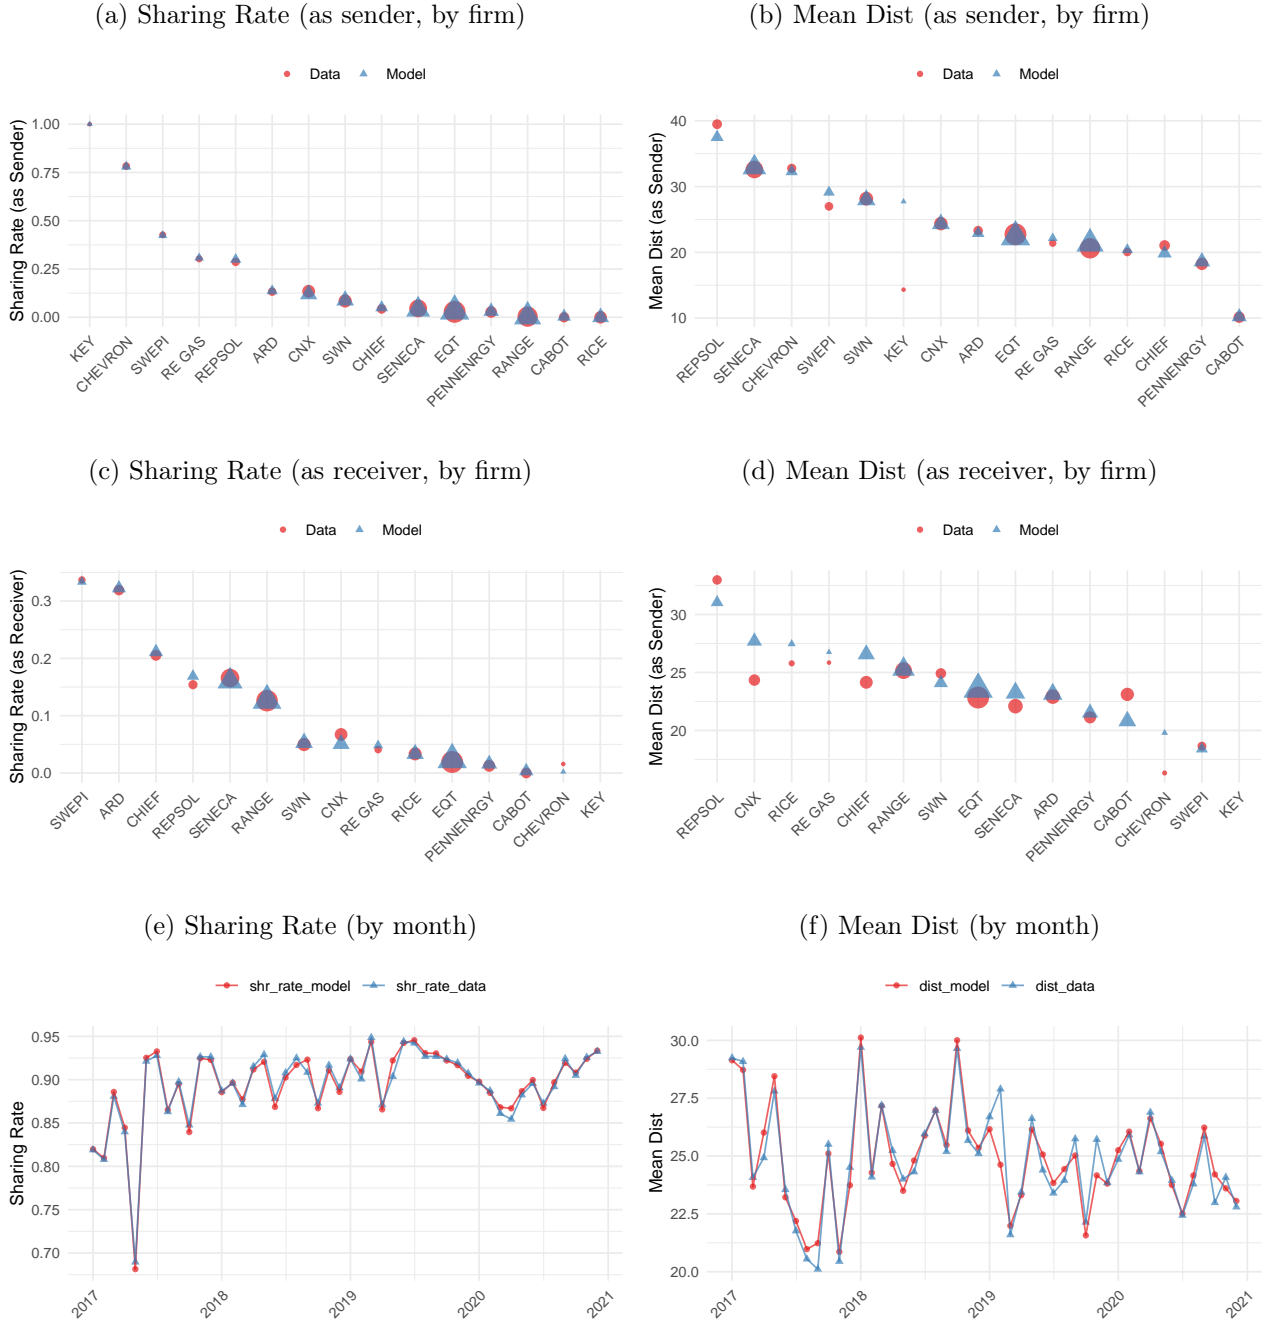 (a) Sharing Rate (as sender, by firm)
Data Model
Sharing Rate (as Sender)
1.00
0.75
0.50
0.25
0.00
KEY
CHEVRON
SWEPI
RE GAS
REPSOL
ARD
CNX
SWN
CHIEF
SENECA
EQT
PENNENRGY
RANGE
CABOT
RICE
(b) Mean Dist (as sender, by firm)
Data Model
Mean Dist (as Sender)
40
30
20
10
REPSOL
SENECA
CHEVRON
SWEPI
SWN
KEY
CNX
ARD
EQT
RE GAS
RANGE
RICE
CHIEF
PENNENRGY
CABOT
(c) Sharing Rate (as receiver, by firm)
Data Model
Sharing Rate (as Receiver)
0.3
0.2
0.1
0.0
SWEPI
ARD
CHIEF
REPSOL
SENECA
RANGE
SWN
CNX
RE GAS
RICE
EQT
PENNENRGY
CABOT
CHEVRON
KEY
(d) Mean Dist (as receiver, by firm)
Data Model
Mean Dist (as Sender)
30
25
20
REPSOL
CNX
RICE
RE GAS
CHIEF
RANGE
SWN
EQT
SENECA
ARD
PENNENRGY
CABOT
CHEVRON
SWEPI
KEY
(e) Sharing Rate (by month)
shr_rate_model shr_rate_data
Sharing Rate
0.95
0.90
0.85
0.80
0.75
0.70
2017
2018
2019
2020
2021
(f) Mean Dist (by month)
dist_model dist_data
Mean Dist
30.0
27.5
25.0
22.5
20.0
2017
2018
2019
2020
2021